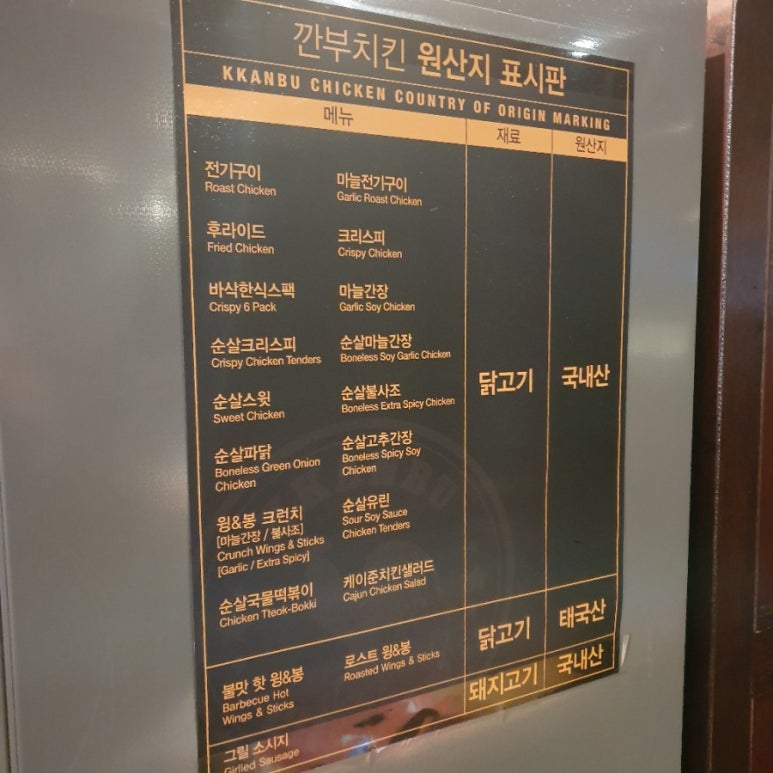 깐부치킨 원산지 표시판
KKANBU CHICKEN COUNTRY OF ORIGIN MARKING
메뉴 재료 원산지
전기구이
Roast Chicken
마늘전기구이
Garlic Roast Chicken
후라이드
Fried Chicken
크리스피
Crispy Chicken
바삭한식스팩
Crispy 6 Pack
마늘간장
Garlic Soy Chicken
순살크리스피
Crispy Chicken Tenders
순살마늘간장
Boneless Soy Garlic Chicken
순살스윗
Sweet Chicken
순살불사조
Boneless Extra Spicy Chicken
순살파닭
Boneless Green Onion
Chicken
순살고추간장
Boneless Spicy Soy
Chicken
윙&봉 크런치
[마늘간장 / 불사조]
Crunch Wings & Sticks
[Garlic / Extra Spicy]
순살유린
Sour Soy Sauce
Chicken Tenders
순살국물떡볶이
Chicken Tteok-Bokki
케이준치킨샐러드
Cajun Chicken Salad
닭고기 국내산
불맛 핫 윙&봉
Barbecue Hot
Wings & Sticks
로스트 윙&봉
Roasted Wings & Sticks
닭고기 태국산
그릴 소시지
Girlled Sausage
돼지고기 국내산